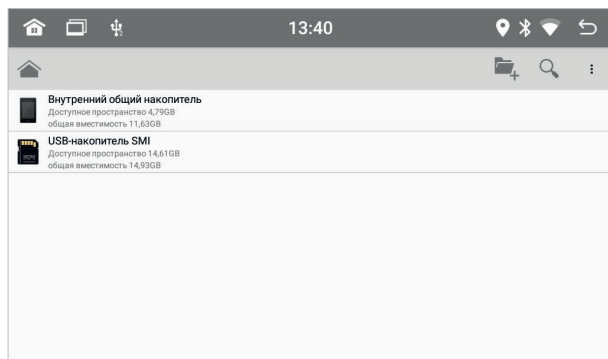 13:40
Внутренний общий накопитель
Доступное пространство 4,79GB
общая вместимость 11,63GB
USB-накопитель SMI
Доступное пространство 14,61GB
общая вместимость 14,93GB